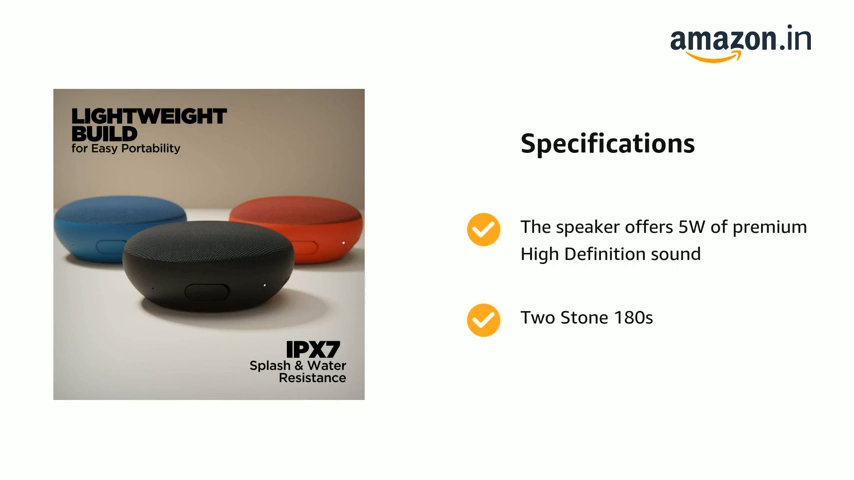 amazon.in
LIGHTWEIGHT
BUILD
for Easy Portability
IPX7
Splash & Water
Resistance
Specifications
The speaker offers 5W of premium
High Definition sound
Two Stone 180s